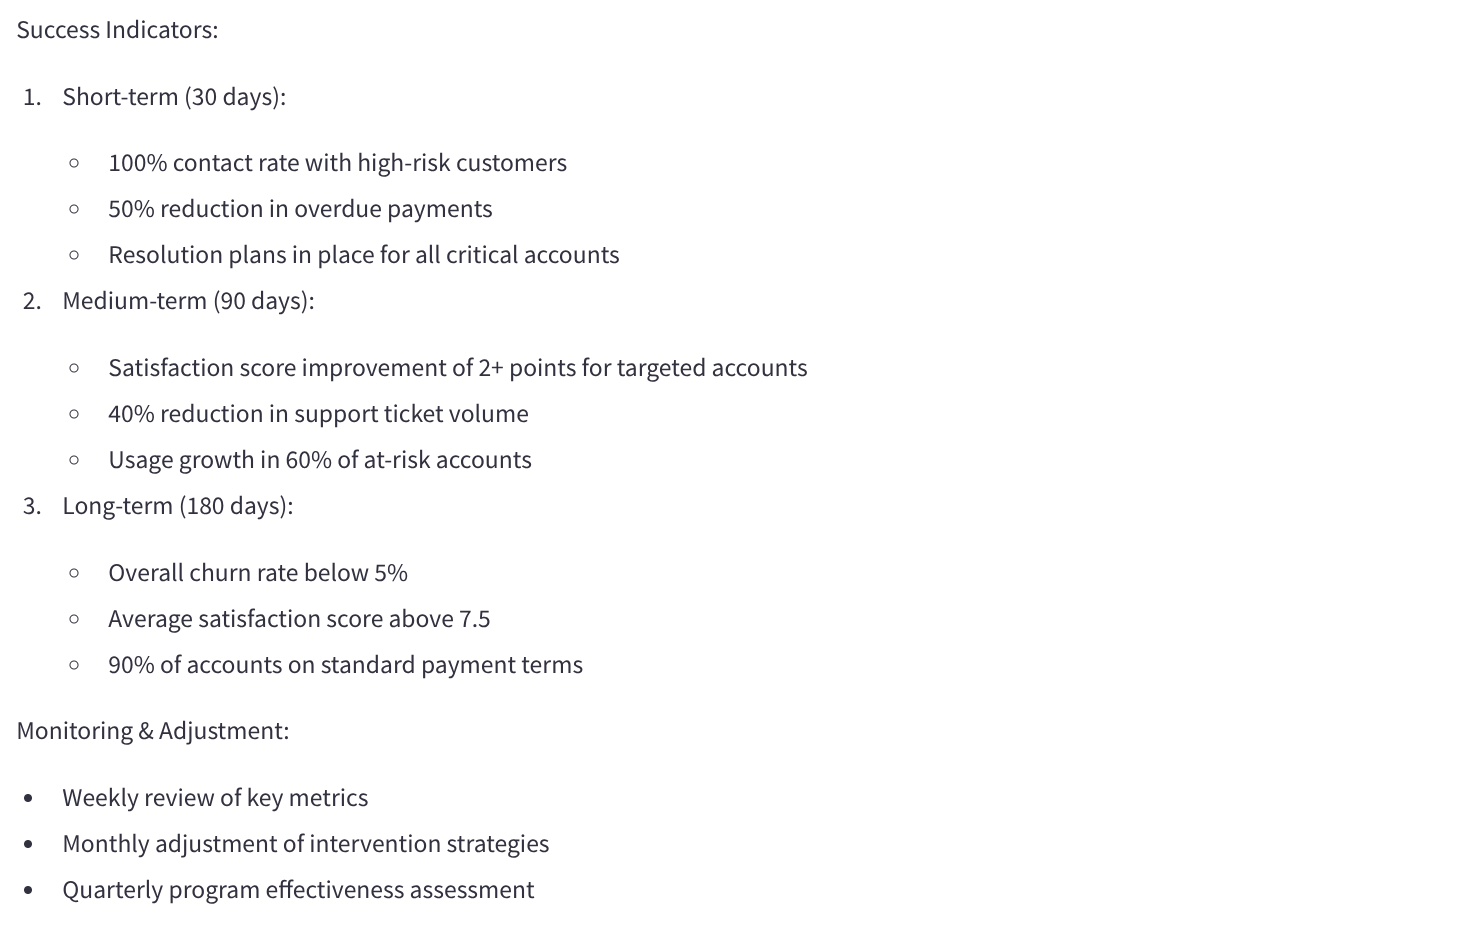 Success Indicators:
1. Short-term (30 days):
○ 100% contact rate with high-risk customers
○ 50% reduction in overdue payments
○ Resolution plans in place for all critical accounts
2. Medium-term (90 days):
○ Satisfaction score improvement of 2+ points for targeted accounts
○ 40% reduction in support ticket volume
○ Usage growth in 60% of at-risk accounts
3. Long-term (180 days):
○ Overall churn rate below 5%
○ Average satisfaction score above 7.5
○ 90% of accounts on standard payment terms
Monitoring & Adjustment:
• Weekly review of key metrics
• Monthly adjustment of intervention strategies
• Quarterly program effectiveness assessment